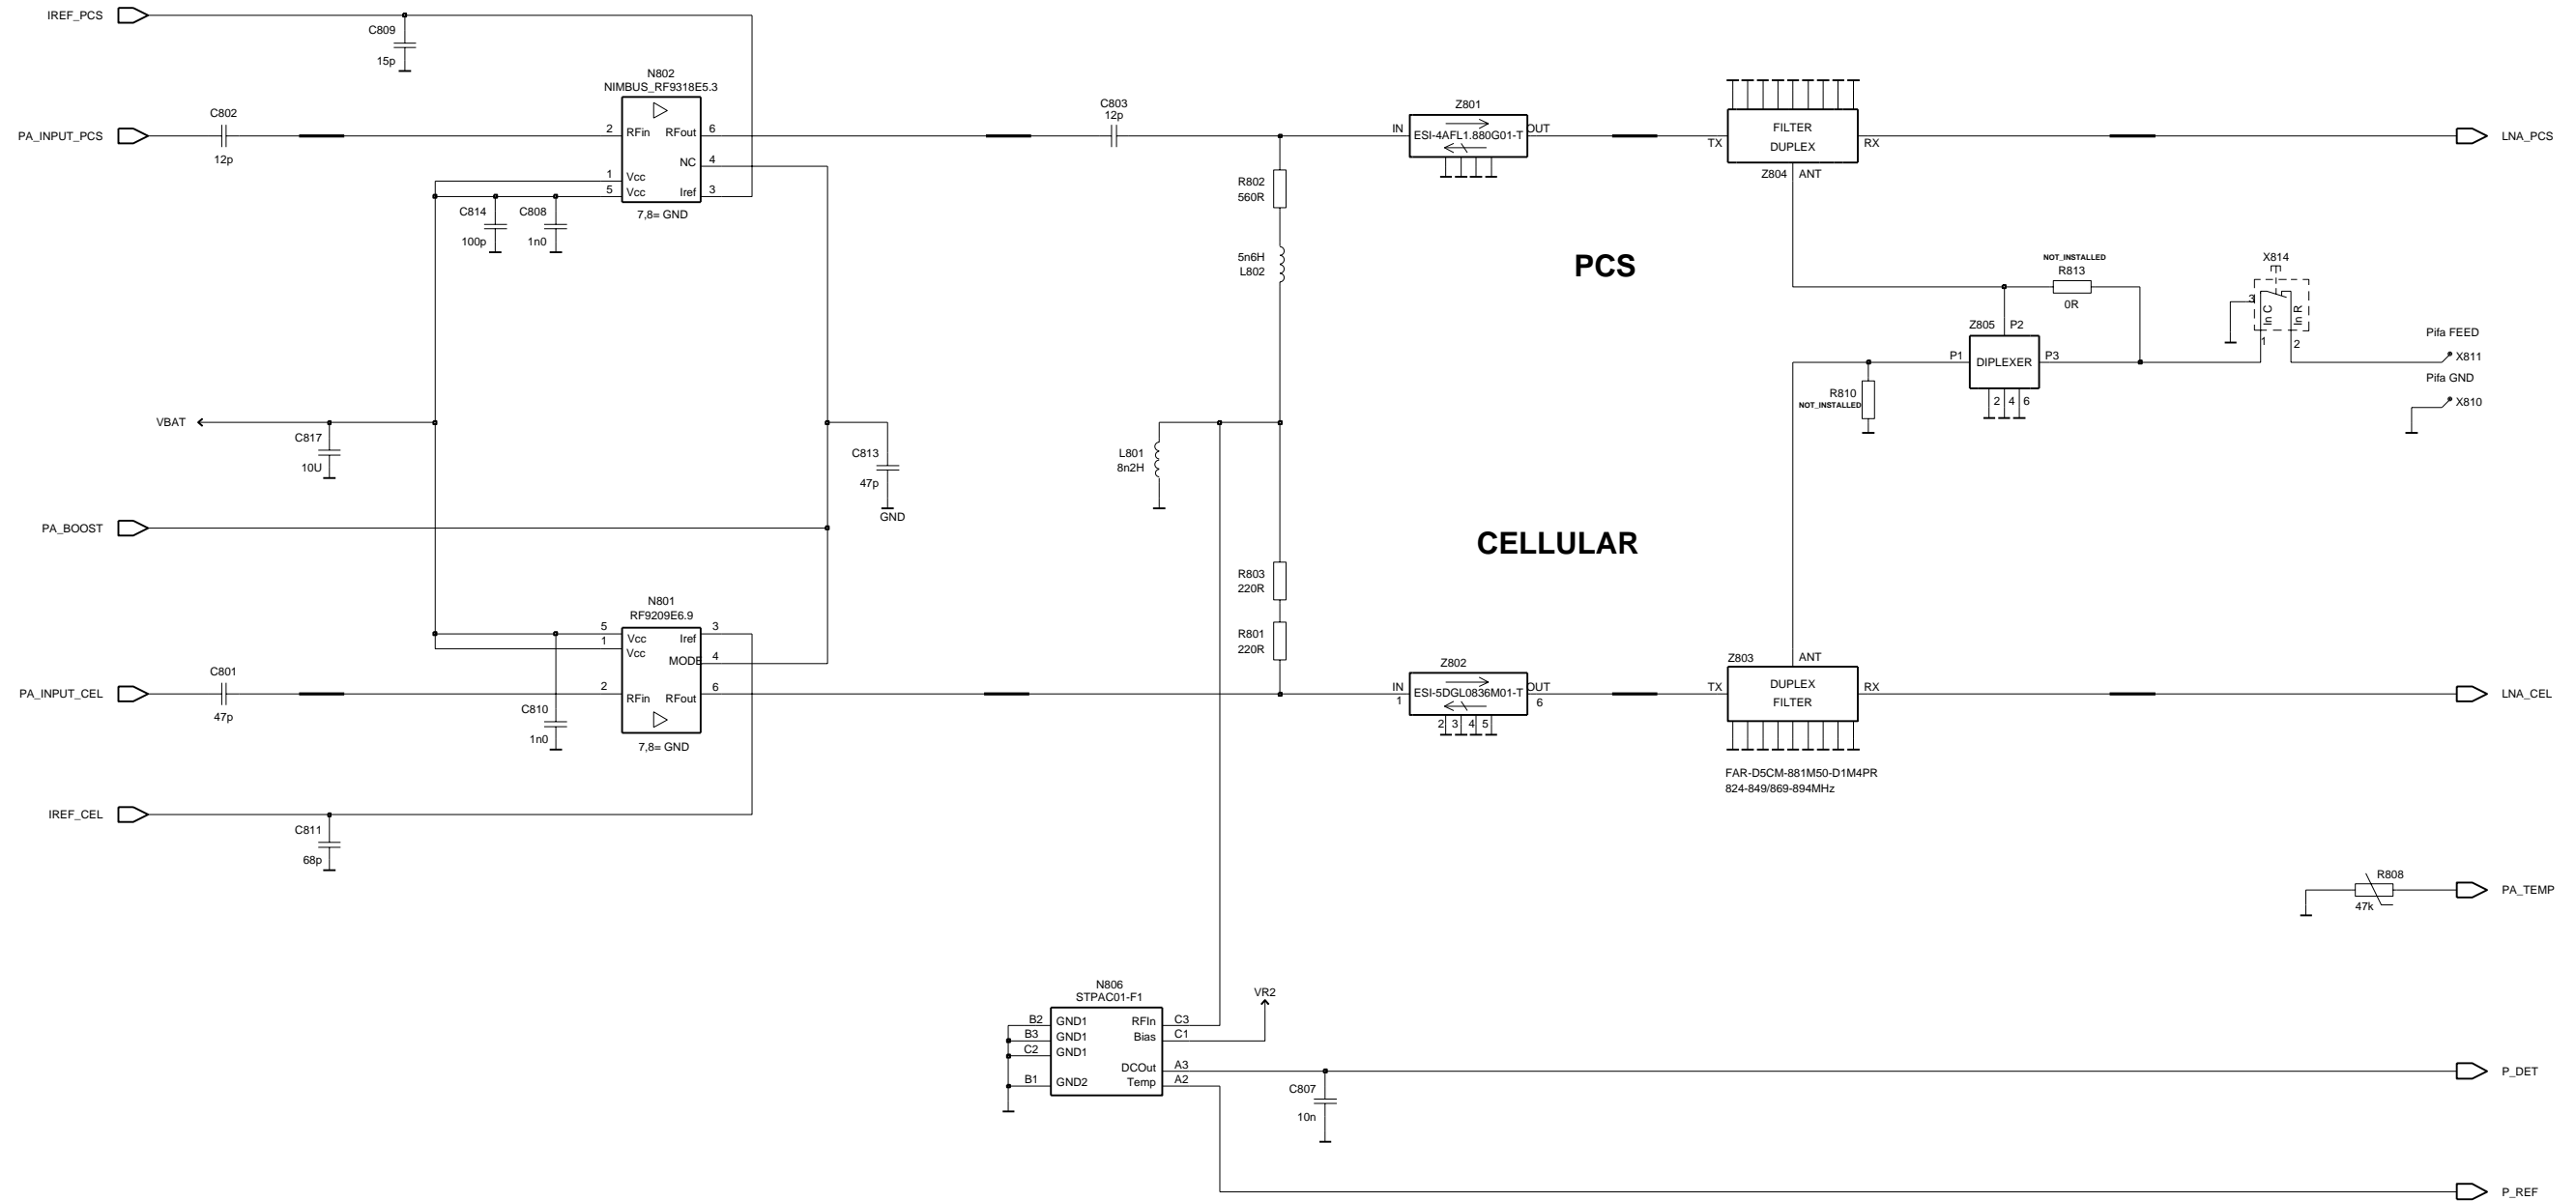 IREF_PCS
C809
15p
N802
NIMBUS_RF9318E5.3
C802
PA_INPUT_PCS
12p
2
RFin
RFout
6
NC
4
1
Vcc
5
Vcc
Iref
3
7,8= GND
C814
100p
C808
1n0
C803
12p
Z801
IN
ESI-4AFL1.880G01-T
OUT
FILTER
DUPLEX
TX
RX
Z804
ANT
LNA_PCS
R802
560R
5n6H
L802
PCS
NOT_INSTALLED
R813
0R
X814
3
In C
In R
1
2
Z805
P2
P1
DIPLEXER
P3
2
4
6
R810
NOT_INSTALLED
Pifa FEED
X811
Pifa GND
X810
VBAT
C817
10U
C813
47p
GND
L801
8n2H
PA_BOOST
CELLULAR
R803
220R
R801
220R
N801
RF9209E6.9
5
Vcc
1
Vcc
Iref
3
MODE
4
C801
PA_INPUT_CEL
47p
2
RFin
RFout
6
C810
1n0
7,8= GND
Z802
IN
1
ESI-5DGL0836M01-T
OUT
6
2
3
4
5
Z803
ANT
TX
DUPLEX
FILTER
RX
LNA_CEL
FAR-D5CM-881M50-D1M4PR
824-849/869-894MHz
IREF_CEL
C811
68p
R808
47k
PA_TEMP
N806
STPAC01-F1
VR2
B2
GND1
RFIn
C3
B3
GND1
Bias
C1
C2
GND1
DCOut
A3
B1
GND2
Temp
A2
C807
10n
P_DET
P_REF